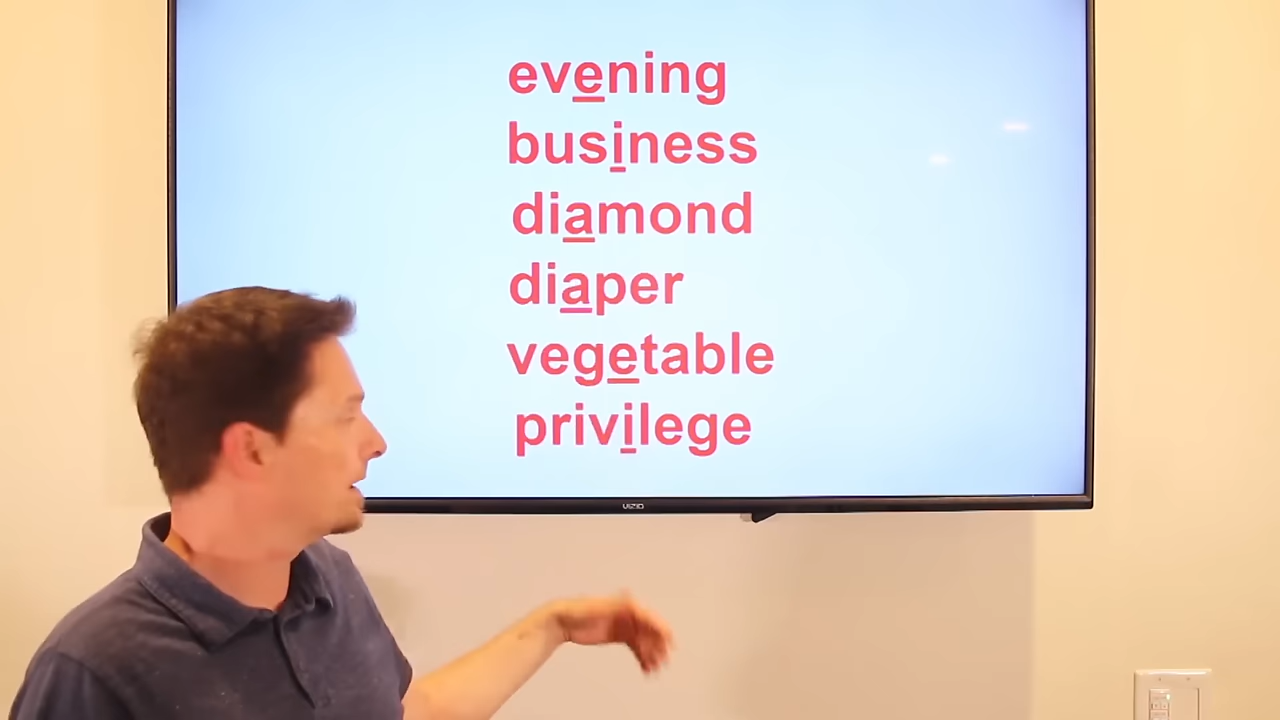 evening
business
diamond
diaper
vegetable
privilege
VIZIO